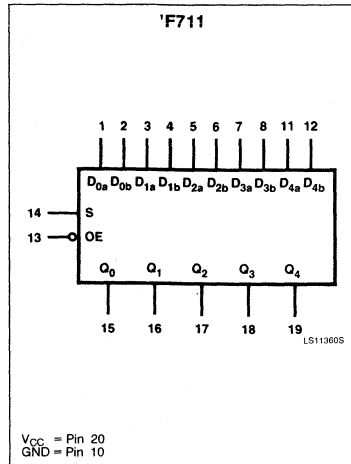 'F711
1 2 3 4 5 6 7 8 11 12
D0a D0b D1a D1b D2a D2b D3a D3b D4a D4b
14 S
13 OE
Q0 Q1 Q2 Q3 Q4
15 16 17 18 19
LS11360S
VCC = Pin 20
GND = Pin 10